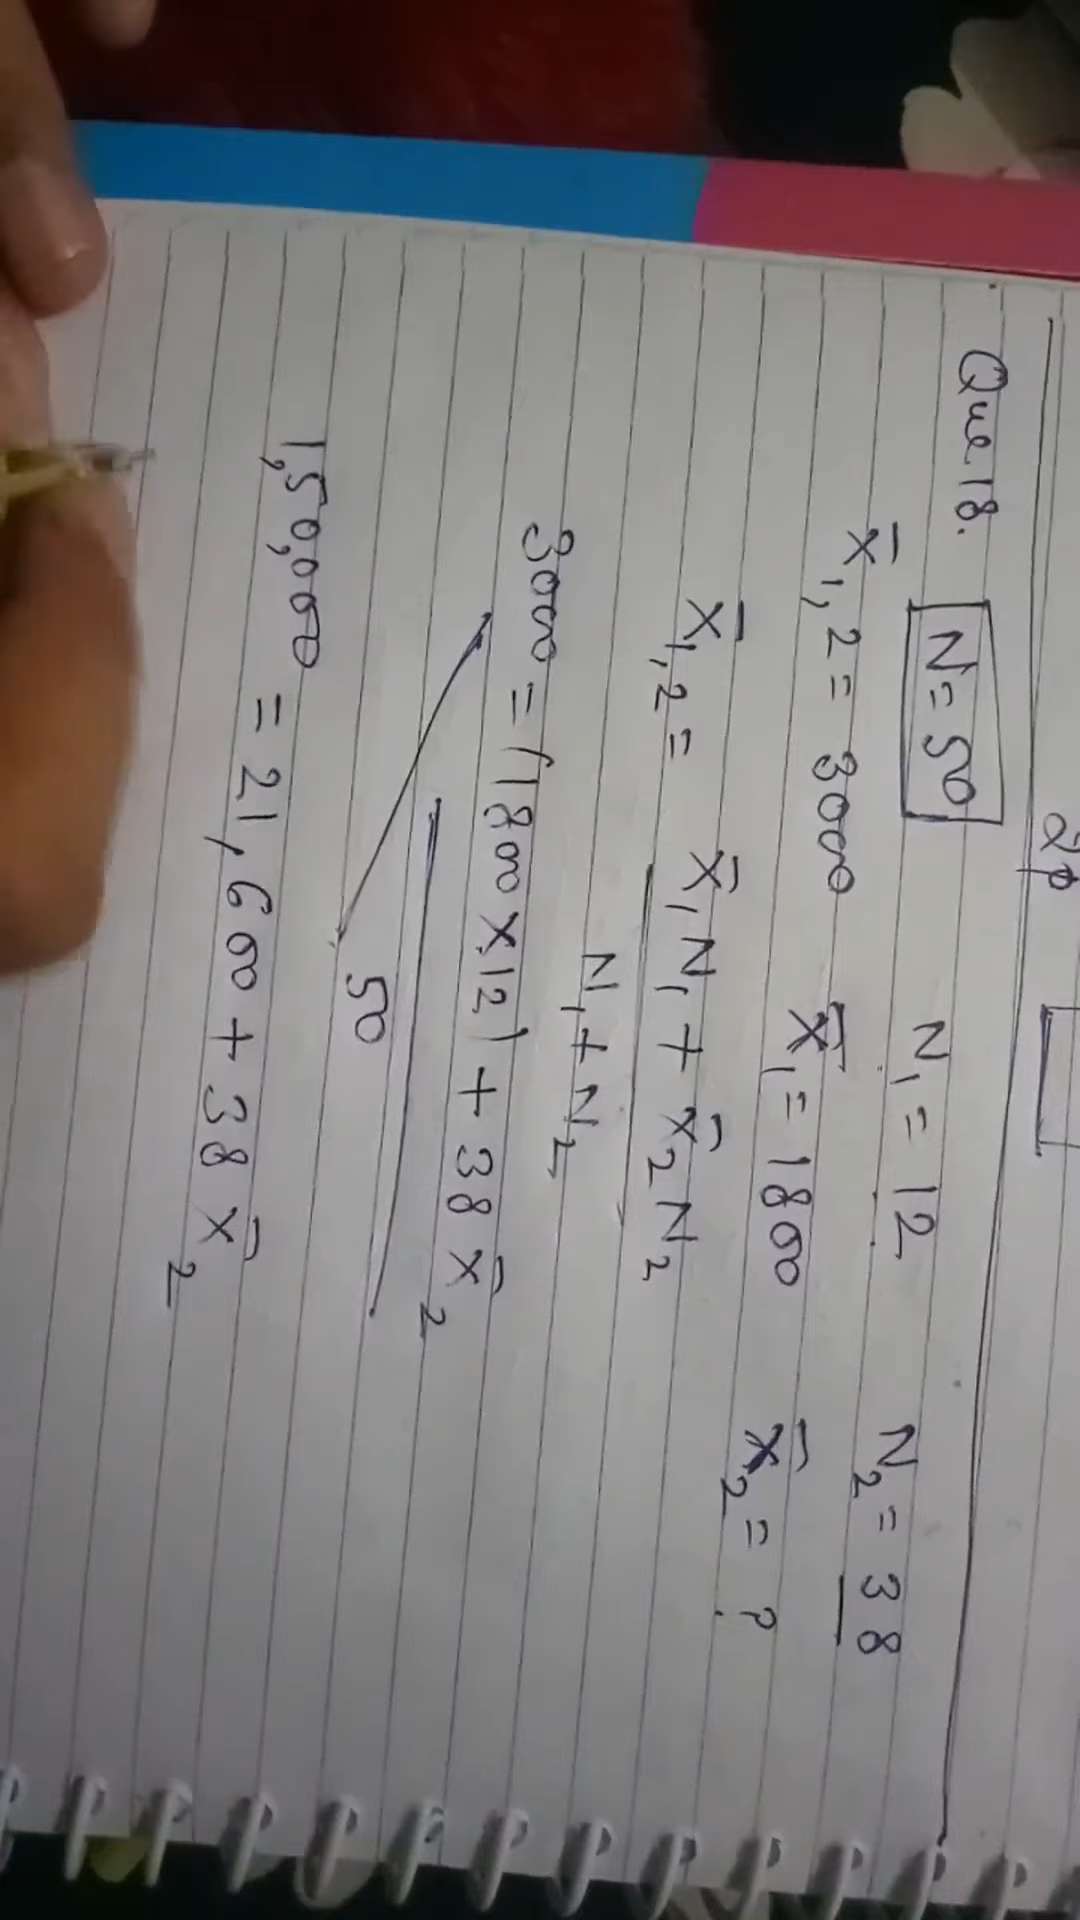 2p
Que 18. N = 50 N₁ = 12 N₂ = 38
x̄₁,₂ = 3000 x̄₁ = 1800 x̄₂ = ?
x̄₁,₂ = x̄₁N₁ + x̄₂N₂
N₁ + N₂
3000 = (1800 x 12) + 38 x̄₂
50
1,50,000 = 21,600 + 38 x̄₂